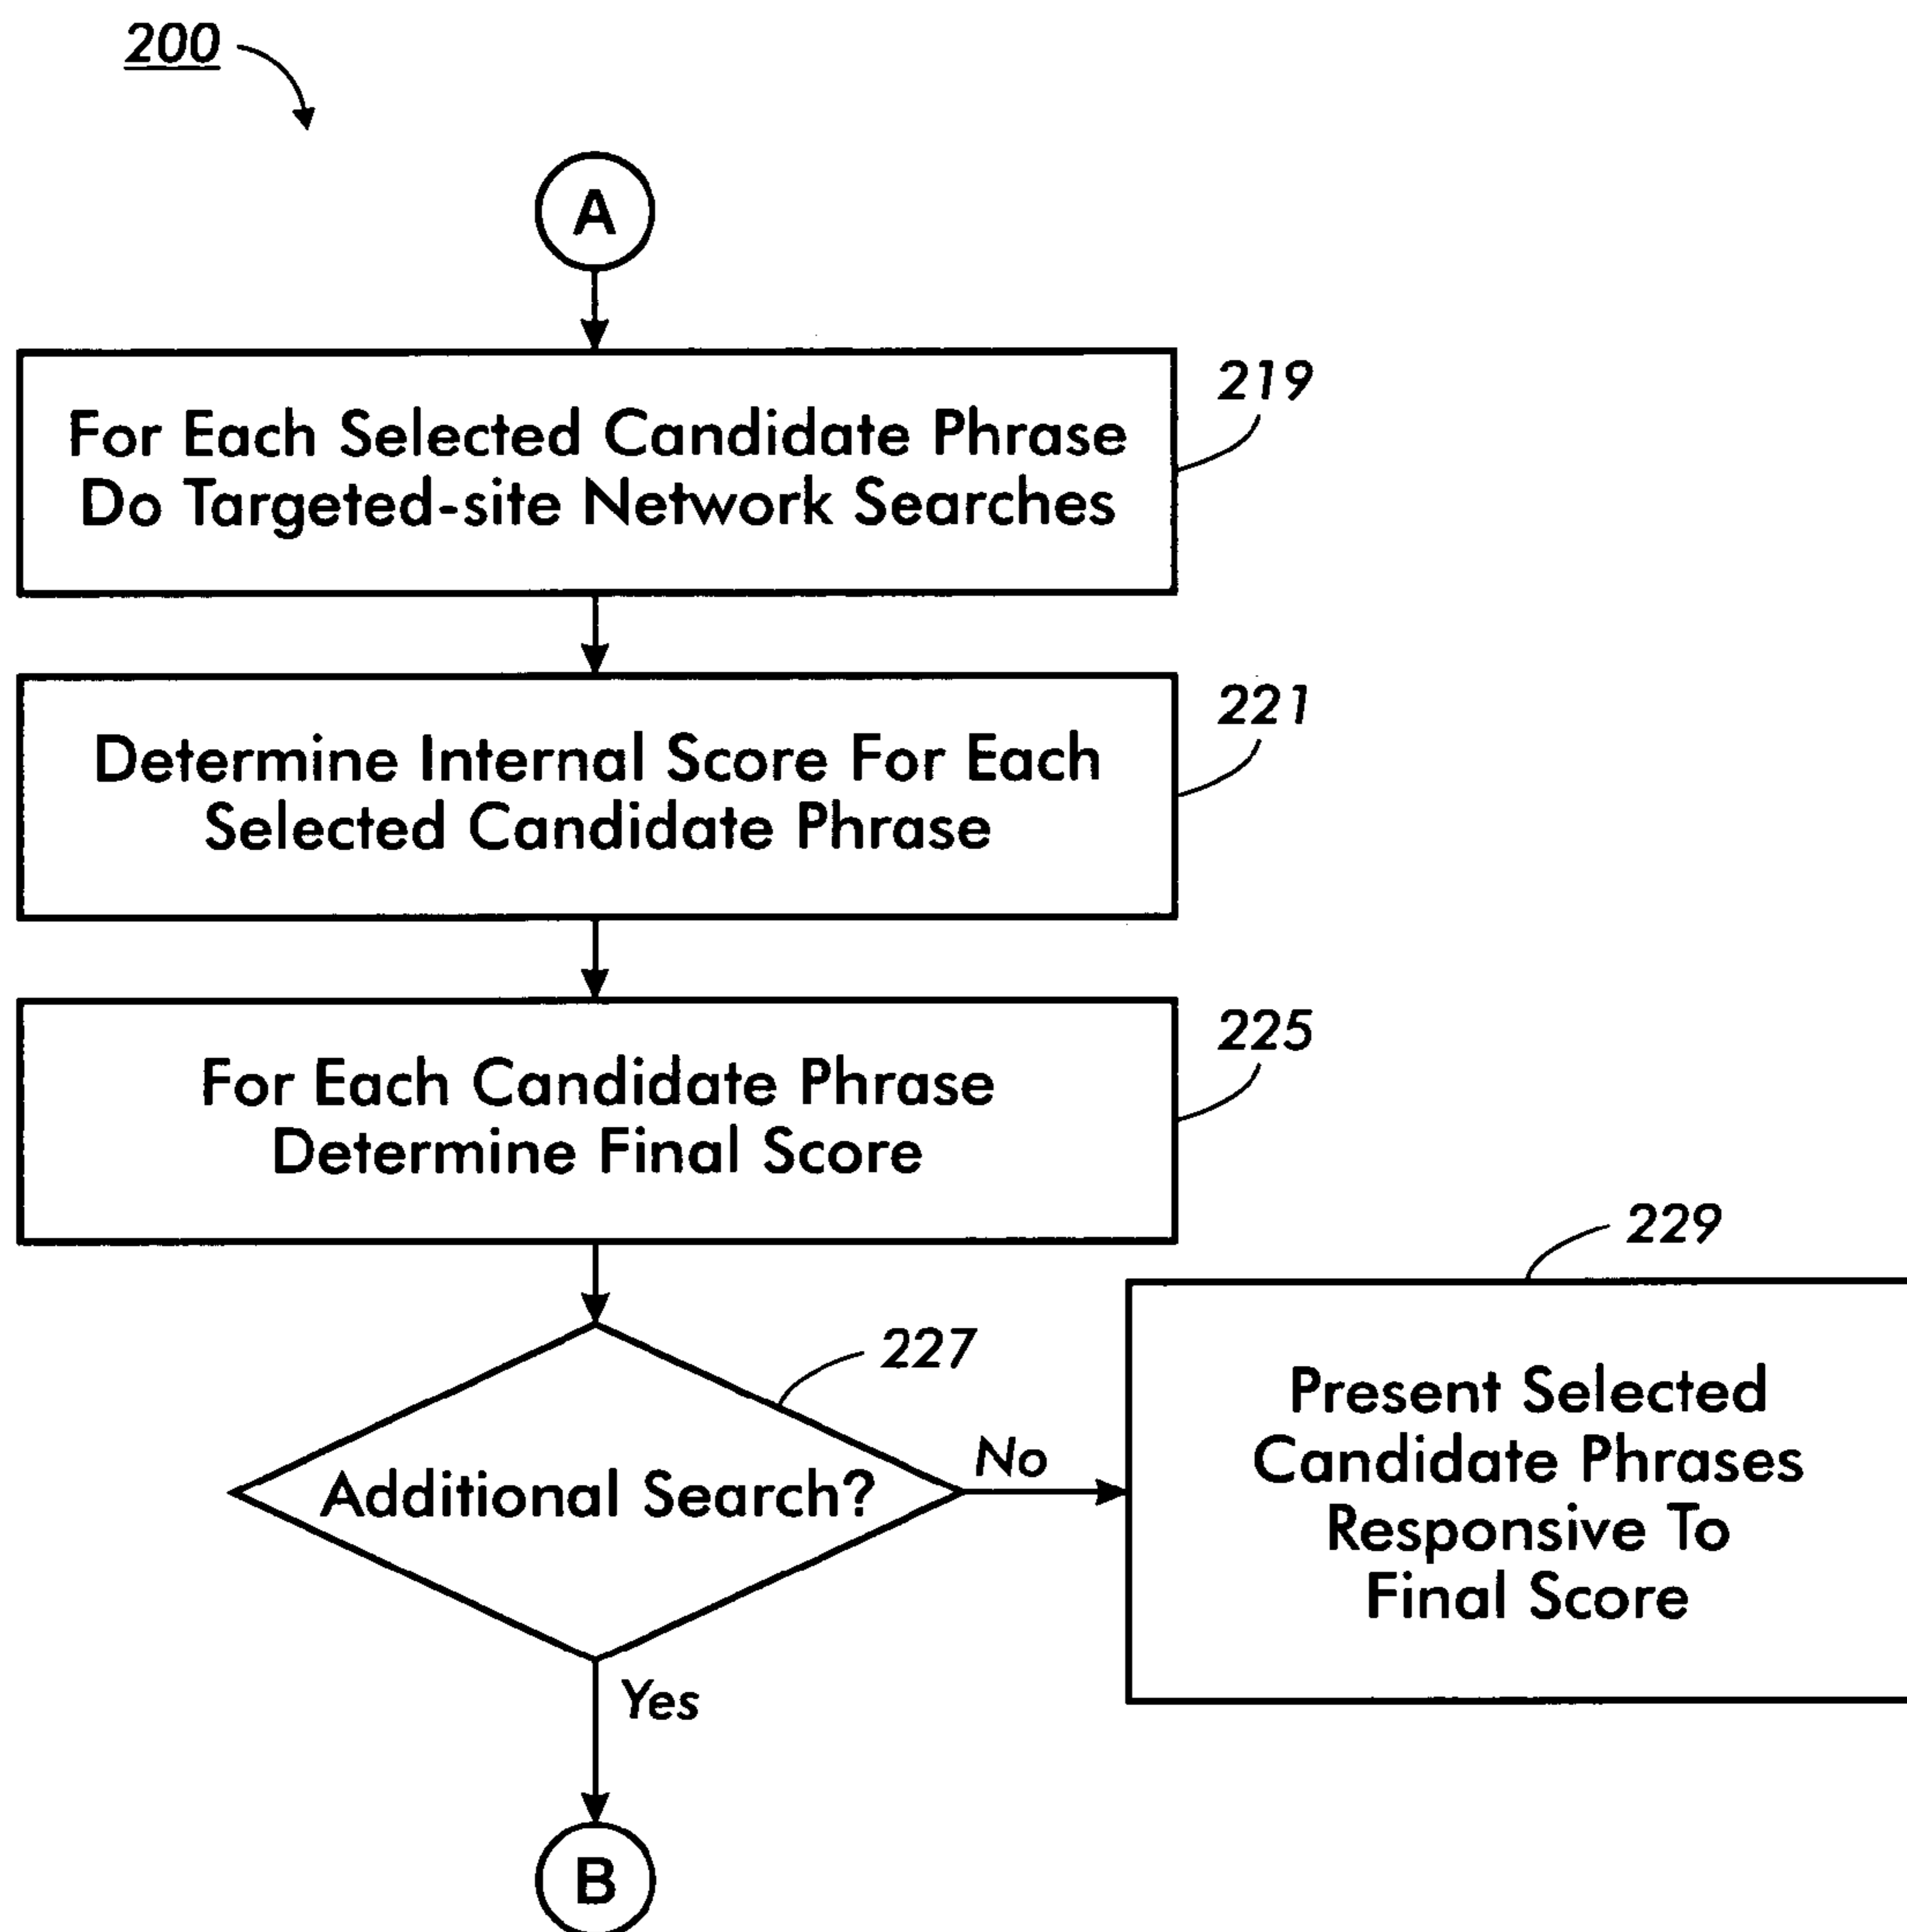 200
A
For Each Selected Candidate Phrase
Do Targeted-site Network Searches
219
Determine Internal Score For Each
Selected Candidate Phrase
221
For Each Candidate Phrase
Determine Final Score
225
229
227
Additional Search?
No
Present Selected
Candidate Phrases
Responsive To
Final Score
Yes
B